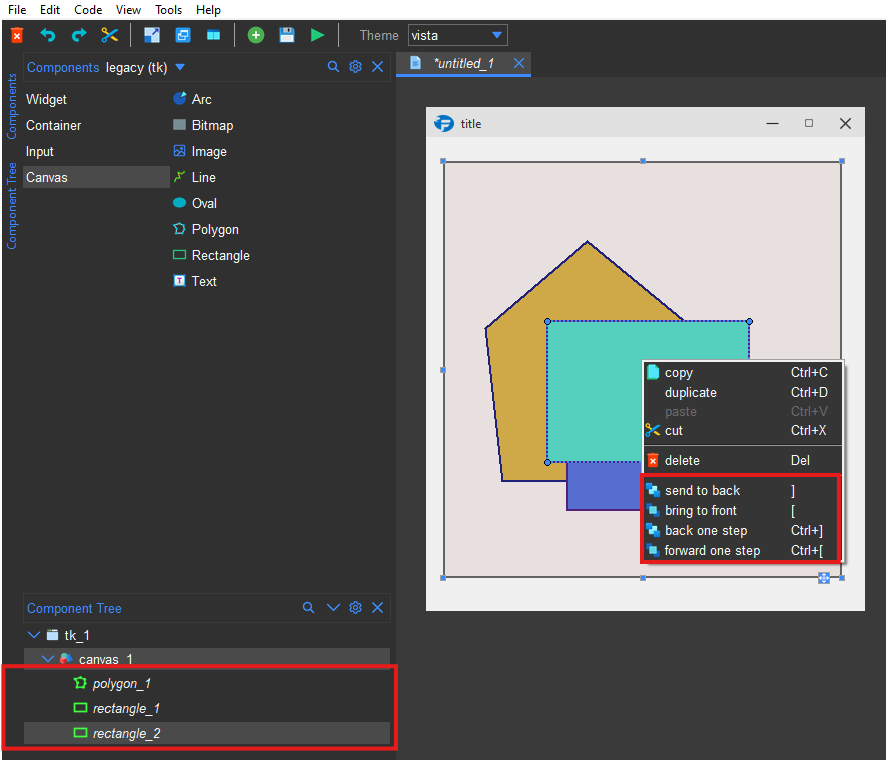 File Edit Code View Tools Help
Theme vista
Components
Component Tree
Components legacy (tk)
Widget
Container
Input
Canvas
Arc
Bitmap
Image
Line
Oval
Polygon
Rectangle
T Text
*untitled_1
title
copy Ctrl+C
duplicate Ctrl+D
paste Ctrl+V
cut Ctrl+X
delete Del
send to back ]
bring to front [
back one step Ctrl+]
forward one step Ctrl+[
Component Tree
tk_1
canvas_1
polygon_1
rectangle_1
rectangle_2